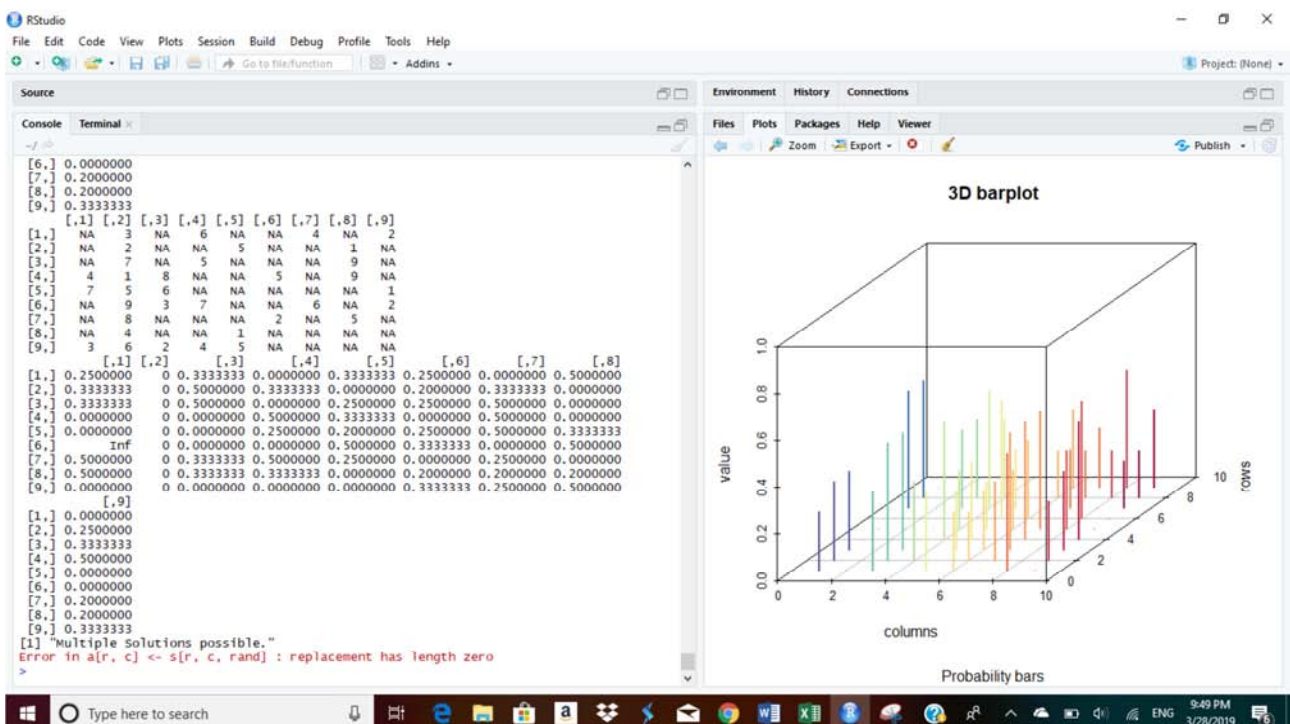 RStudio
File Edit Code View Plots Session Build Debug Profile Tools Help
Go to file/function Addins
Project: (None)
Source
Console Terminal
~/
[6,] 0.0000000
[7,] 0.2000000
[8,] 0.2000000
[9,] 0.3333333
[,1] [,2] [,3] [,4] [,5] [,6] [,7] [,8] [,9]
[1,] NA 3 NA 6 NA NA 4 NA 2
[2,] NA 2 NA NA 5 NA NA 1 NA
[3,] NA 7 NA 5 NA NA NA 9 NA
[4,] 4 1 8 NA NA 5 NA 9 NA
[5,] 7 5 6 NA NA NA NA NA 1
[6,] NA 9 3 7 NA NA 6 NA 2
[7,] NA 8 NA NA NA 2 NA 5 NA
[8,] NA 4 NA NA 1 NA NA NA NA
[9,] 3 6 2 4 5 NA NA NA NA
[,1] [,2] [,3] [,4] [,5] [,6] [,7] [,8]
[1,] 0.2500000 0 0.3333333 0.0000000 0.3333333 0.2500000 0.0000000 0.5000000
[2,] 0.3333333 0 0.5000000 0.3333333 0.0000000 0.2000000 0.3333333 0.0000000
[3,] 0.3333333 0 0.5000000 0.0000000 0.2500000 0.2500000 0.5000000 0.0000000
[4,] 0.0000000 0 0.0000000 0.5000000 0.3333333 0.0000000 0.5000000 0.0000000
[5,] 0.0000000 0 0.0000000 0.2500000 0.2000000 0.2500000 0.5000000 0.3333333
[6,] Inf 0 0.0000000 0.0000000 0.5000000 0.3333333 0.0000000 0.5000000
[7,] 0.5000000 0 0.3333333 0.5000000 0.2500000 0.0000000 0.2500000 0.0000000
[8,] 0.5000000 0 0.3333333 0.3333333 0.0000000 0.2000000 0.2000000 0.2000000
[9,] 0.0000000 0 0.0000000 0.0000000 0.0000000 0.3333333 0.2500000 0.5000000
[,9]
[1,] 0.0000000
[2,] 0.2500000
[3,] 0.3333333
[4,] 0.5000000
[5,] 0.0000000
[6,] 0.0000000
[7,] 0.2000000
[8,] 0.2000000
[9,] 0.3333333
[1] "Multiple Solutions possible."
Error in a[r, c] <- s[r, c, rand] : replacement has length zero
>
Environment History Connections
Files Plots Packages Help Viewer
Zoom Export Publish
3D barplot
value
0.0 0.2 0.4 0.6 0.8 1.0
0 2 4 6 8 10
columns
0 2 4 6 8 10
rows
Probability bars
Type here to search
ENG
9:49 PM
3/28/2019